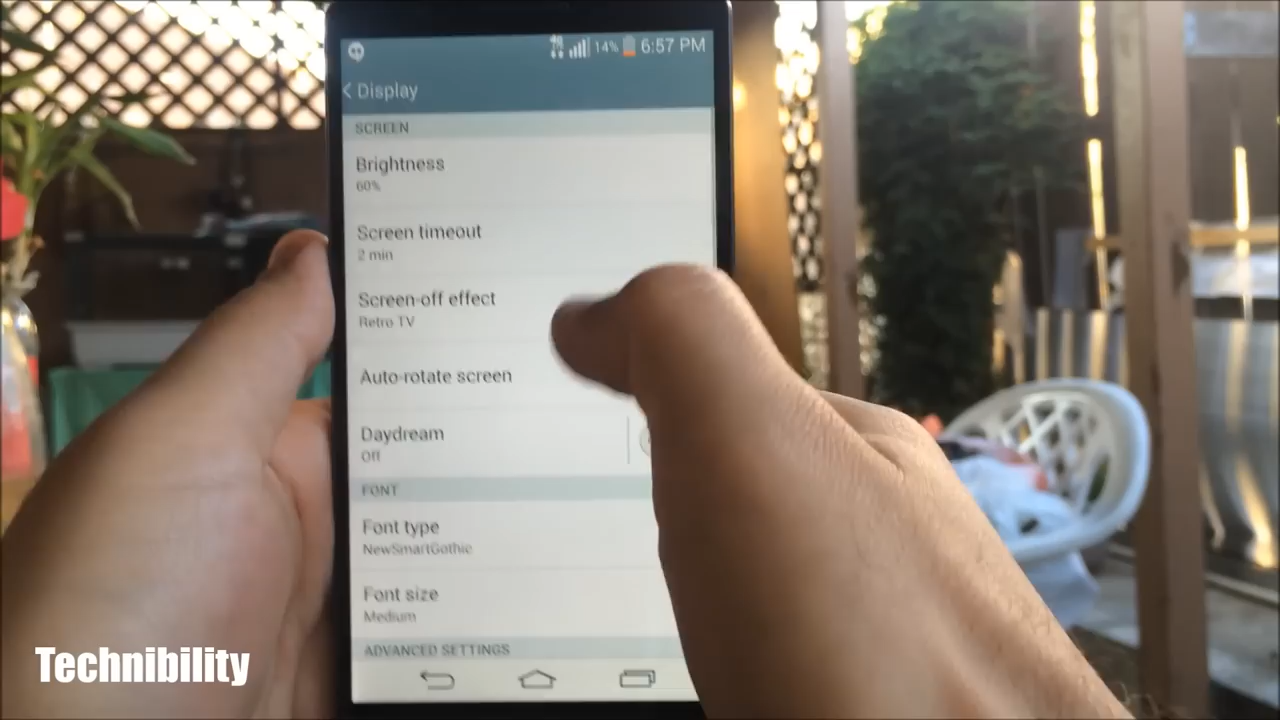 14% 6:57 PM
Display
SCREEN
Brightness
60%
Screen timeout
2 min
Screen-off effect
Retro TV
Auto-rotate screen
Daydream
Off
FONT
Font type
NewSmartGothic
Font size
Medium
ADVANCED SETTINGS
Technibility